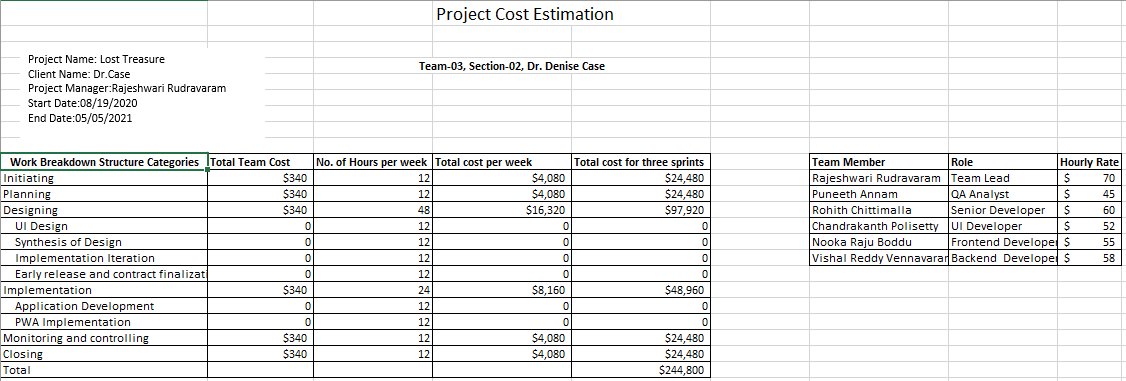 Project Cost Estimation
Project Name: Lost Treasure
Client Name: Dr.Case
Project Manager:Rajeshwari Rudravaram
Start Date:08/19/2020
End Date:05/05/2021
Team-03, Section-02, Dr. Denise Case
Work Breakdown Structure Categories Total Team Cost No. of Hours per week Total cost per week Total cost for three sprints
Initiating $340 12 $4,080 $24,480
Planning $340 12 $4,080 $24,480
Designing $340 48 $16,320 $97,920
UI Design 0 12 0 0
Synthesis of Design 0 12 0 0
Implementation Iteration 0 12 0 0
Early release and contract finalizati 0 12 0 0
Implementation $340 24 $8,160 $48,960
Application Development 0 12 0 0
PWA Implementation 0 12 0 0
Monitoring and controlling $340 12 $4,080 $24,480
Closing $340 12 $4,080 $24,480
Total $244,800
Team Member Role Hourly Rate
Rajeshwari Rudravaram Team Lead $ 70
Puneeth Annam QA Analyst $ 45
Rohith Chittimalla Senior Developer $ 60
Chandrakanth Polisetty UI Developer $ 52
Nooka Raju Boddu Frontend Developer $ 55
Vishal Reddy Vennavarar Backend Developer $ 58